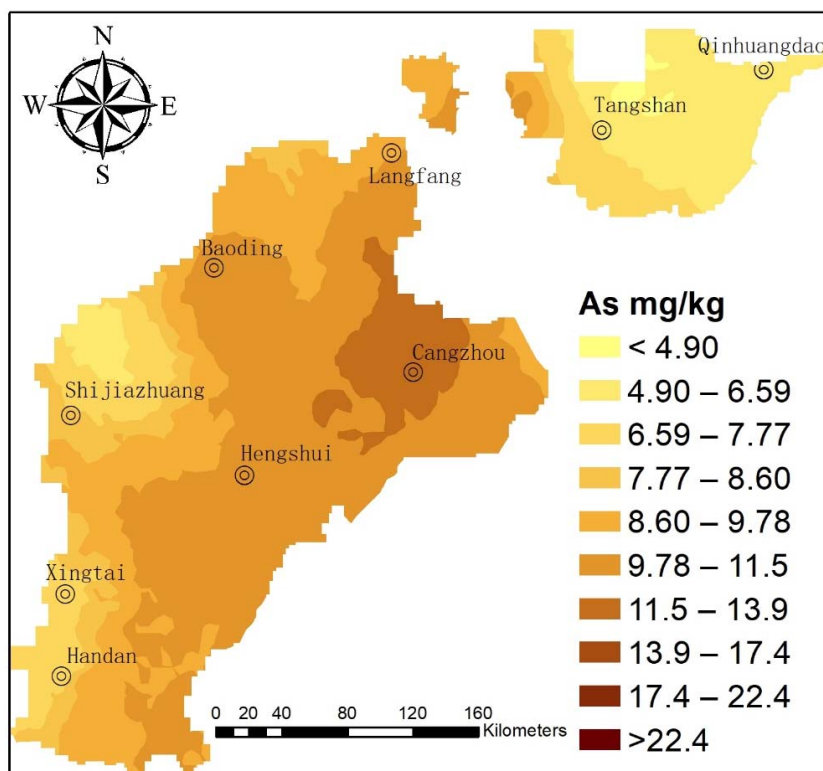 N
W E
S
Qinhuangdao
Tangshan
Langfang
Baoding
Cangzhou
Shijiazhuang
Hengshui
Xingtai
Handan
As mg/kg
< 4.90
4.90 – 6.59
6.59 – 7.77
7.77 – 8.60
8.60 – 9.78
9.78 – 11.5
11.5 – 13.9
13.9 – 17.4
17.4 – 22.4
>22.4
0 20 40 80 120 160
Kilometers